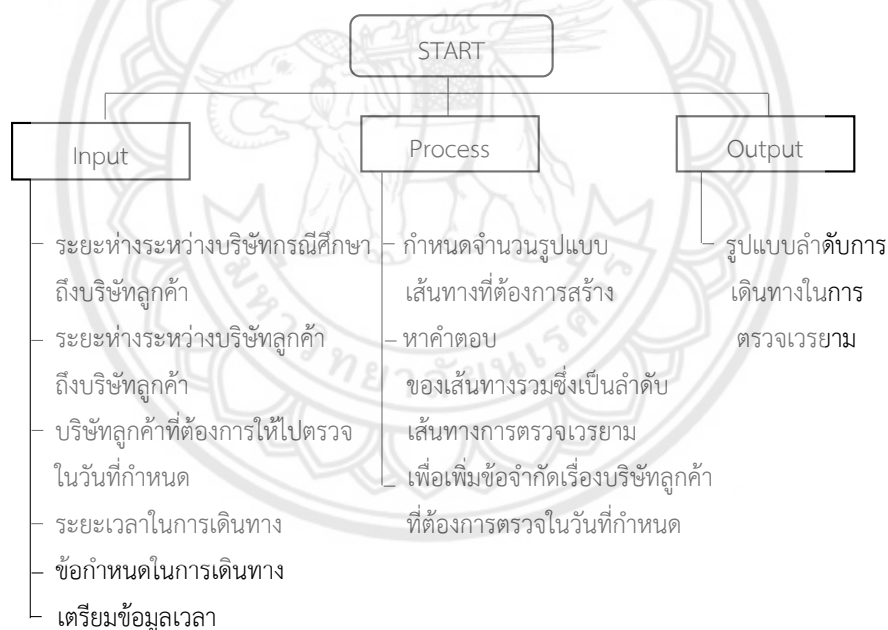 START
Input
Process
Output
ระยะห่างระหว่างบริษัทกรณีศึกษา
ถึงบริษัทลูกค้า
ระยะห่างระหว่างบริษัทลูกค้า
ถึงบริษัทลูกค้า
บริษัทลูกค้าที่ต้องการให้ไปตรวจ
ในวันที่กำหนด
ระยะเวลาในการเดินทาง
ข้อกำหนดในการเดินทาง
เตรียมข้อมูลเวลา
กำหนดจำนวนรูปแบบ
เส้นทางที่ต้องการสร้าง
หาคำตอบ
ของเส้นทางรวมซึ่งเป็นลำดับ
เส้นทางการตรวจเวรยาม
เพื่อเพิ่มข้อจำกัดเรื่องบริษัทลูกค้า
ที่ต้องการตรวจในวันที่กำหนด
รูปแบบลำดับการ
เดินทางในการ
ตรวจเวรยาม
มหาวิทยาลัยนเรศวร